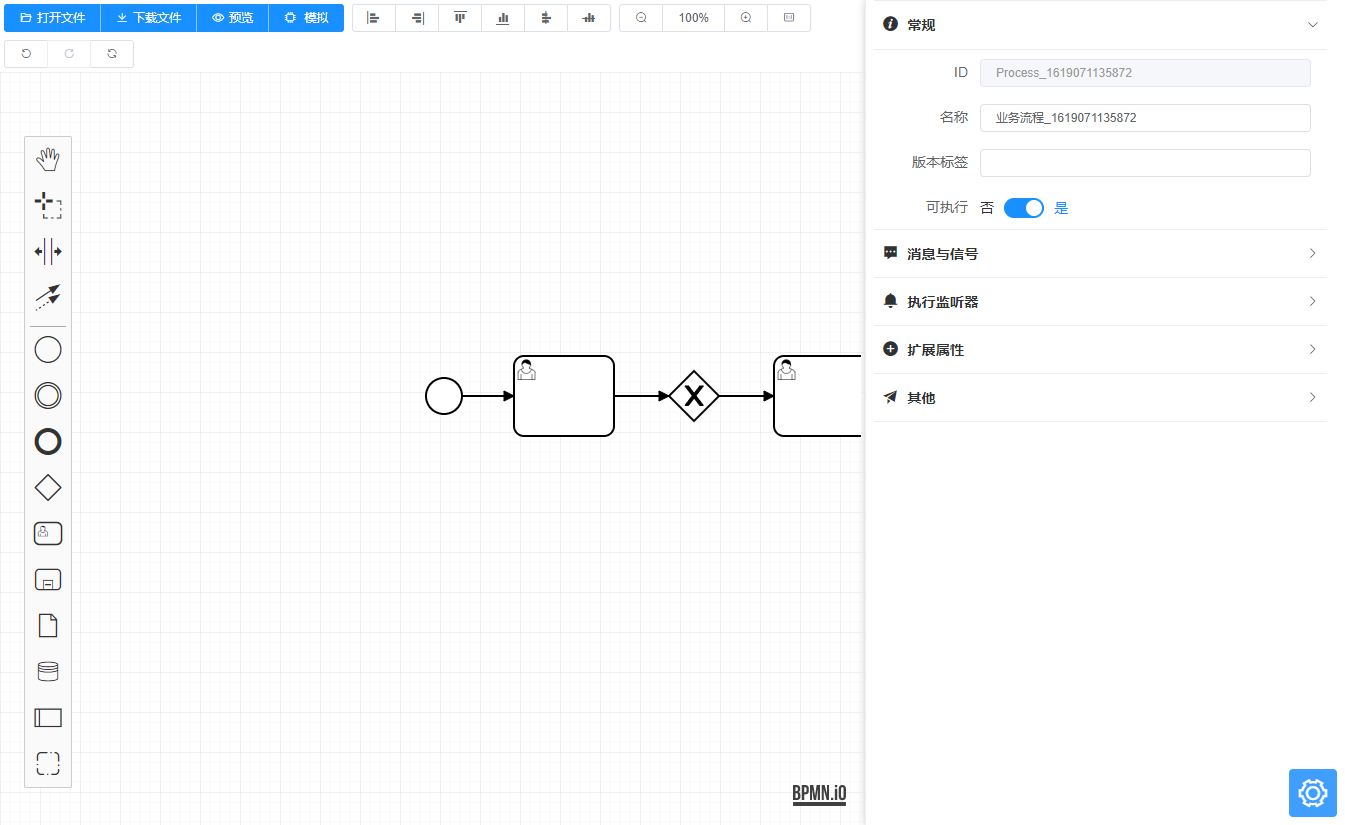 打开文件 下载文件 预览 模拟 100%
常规
ID Process_1619071135872
名称 业务流程_1619071135872
版本标签
可执行 否 是
消息与信号
执行监听器
扩展属性
其他
BPMN.iO